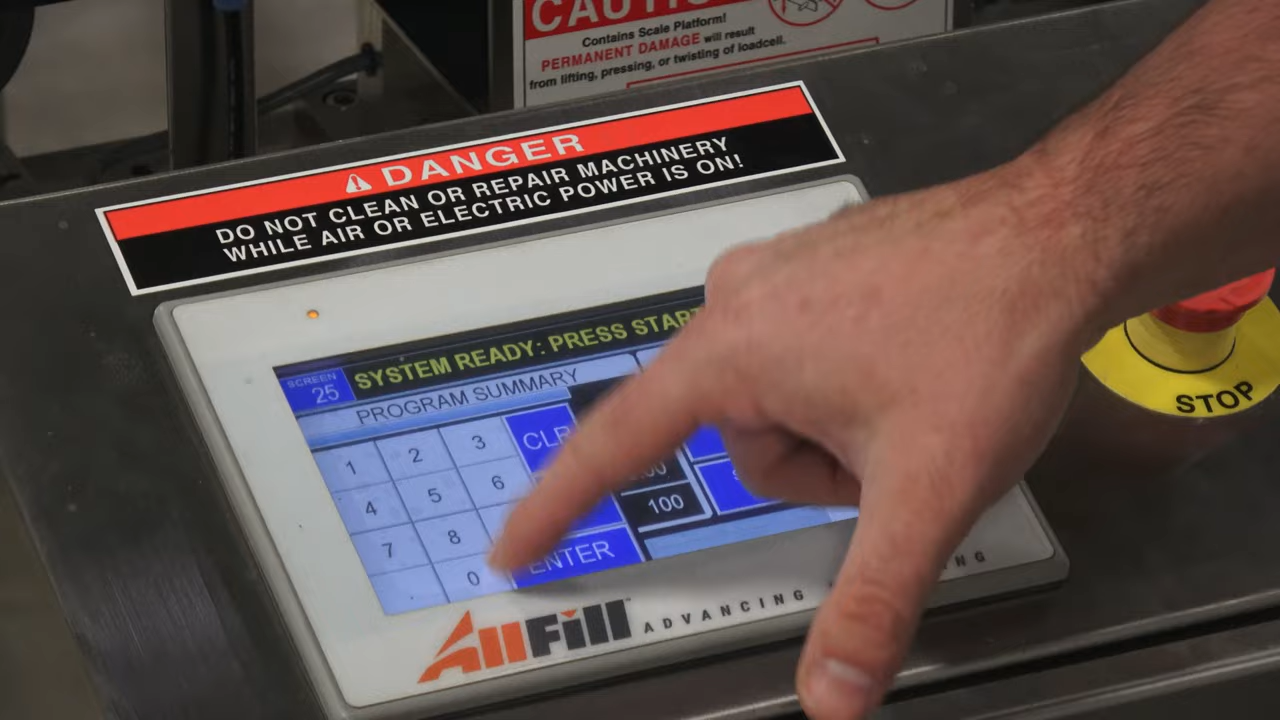 Contains Scale Platform!
PERMANENT DAMAGE will result
from lifting, pressing, or twisting of loadcell.
DANGER
DO NOT CLEAN OR REPAIR MACHINERY
WHILE AIR OR ELECTRIC POWER IS ON!
SCREEN
25
SYSTEM READY: PRESS START
PROGRAM SUMMARY
1 2 3 CLR
4 5 6
7 8
0 ENTER
100
STOP
AllFill™ ADVANCING